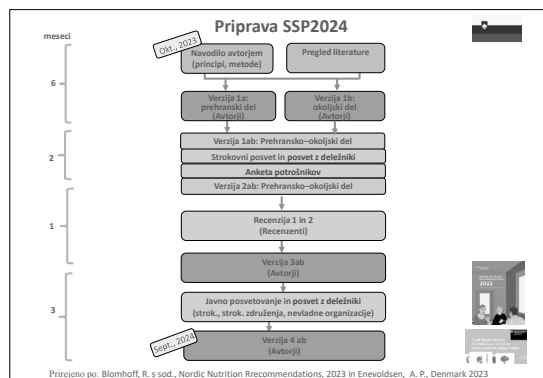 Priprava SSP2024
meseci
Okt., 2023
Navodilo avtorjem
(principi, metode)
Pregled literature
6
Verzija 1a:
prehranski del
(Avtorji)
Verzija 1b:
okoljski del
(Avtorji)
Verzija 1ab: Prehransko–okoljski del
2
Strokovni posvet in posvet z deležniki
Anketa potrošnikov
Verzija 2ab: Prehransko–okoljski del
1
Recenzija 1 in 2
(Recenzenti)
Verzija 3ab
(Avtorji)
3
Javno posvetovanje in posvet z deležniki
(strok., strok. združenja, nevladne organizacije)
Sept., 2024
Verzija 4 ab
(Avtorji)
2023
Prirejeno po: Blomhoff, R. s sod., Nordic Nutrition Rrecommendations, 2023 in Enevoldsen, A. P., Denmark 2023